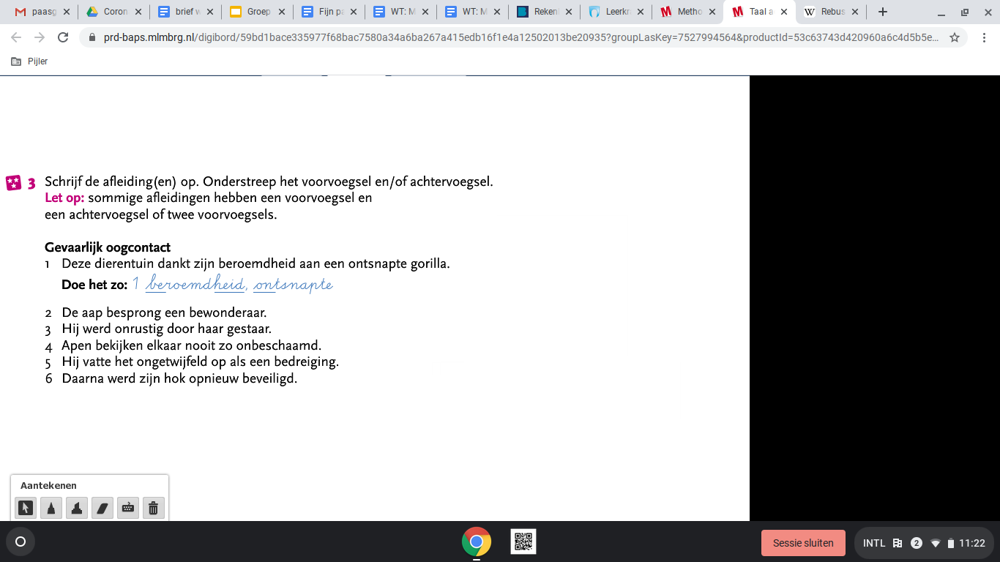 paasg
Coron
brief w
Groep
Fijn pa
WT: M
WT: M
Reken
Leerkr
Metho
Taal a
Rebus
prd-baps.mlmbrg.nl/digibord/59bd1bace335977f68bac7580a34a6ba267a415edb16f1e4a12502013be20935?groupLasKey=7527994564&productId=53c63743d420960a6c4d5b5e...
Pijler
3 Schrijf de afleiding(en) op. Onderstreep het voorvoegsel en/of achtervoegsel.
Let op: sommige afleidingen hebben een voorvoegsel en
een achtervoegsel of twee voorvoegsels.
Gevaarlijk oogcontact
1 Deze dierentuin dankt zijn beroemdheid aan een ontsnapte gorilla.
Doe het zo: 1 beroemdheid, ontsnapte
2 De aap besprong een bewonderaar.
3 Hij werd onrustig door haar gestaar.
4 Apen bekijken elkaar nooit zo onbeschaamd.
5 Hij vatte het ongetwijfeld op als een bedreiging.
6 Daarna werd zijn hok opnieuw beveiligd.
Aantekenen
Sessie sluiten
INTL 2 11:22